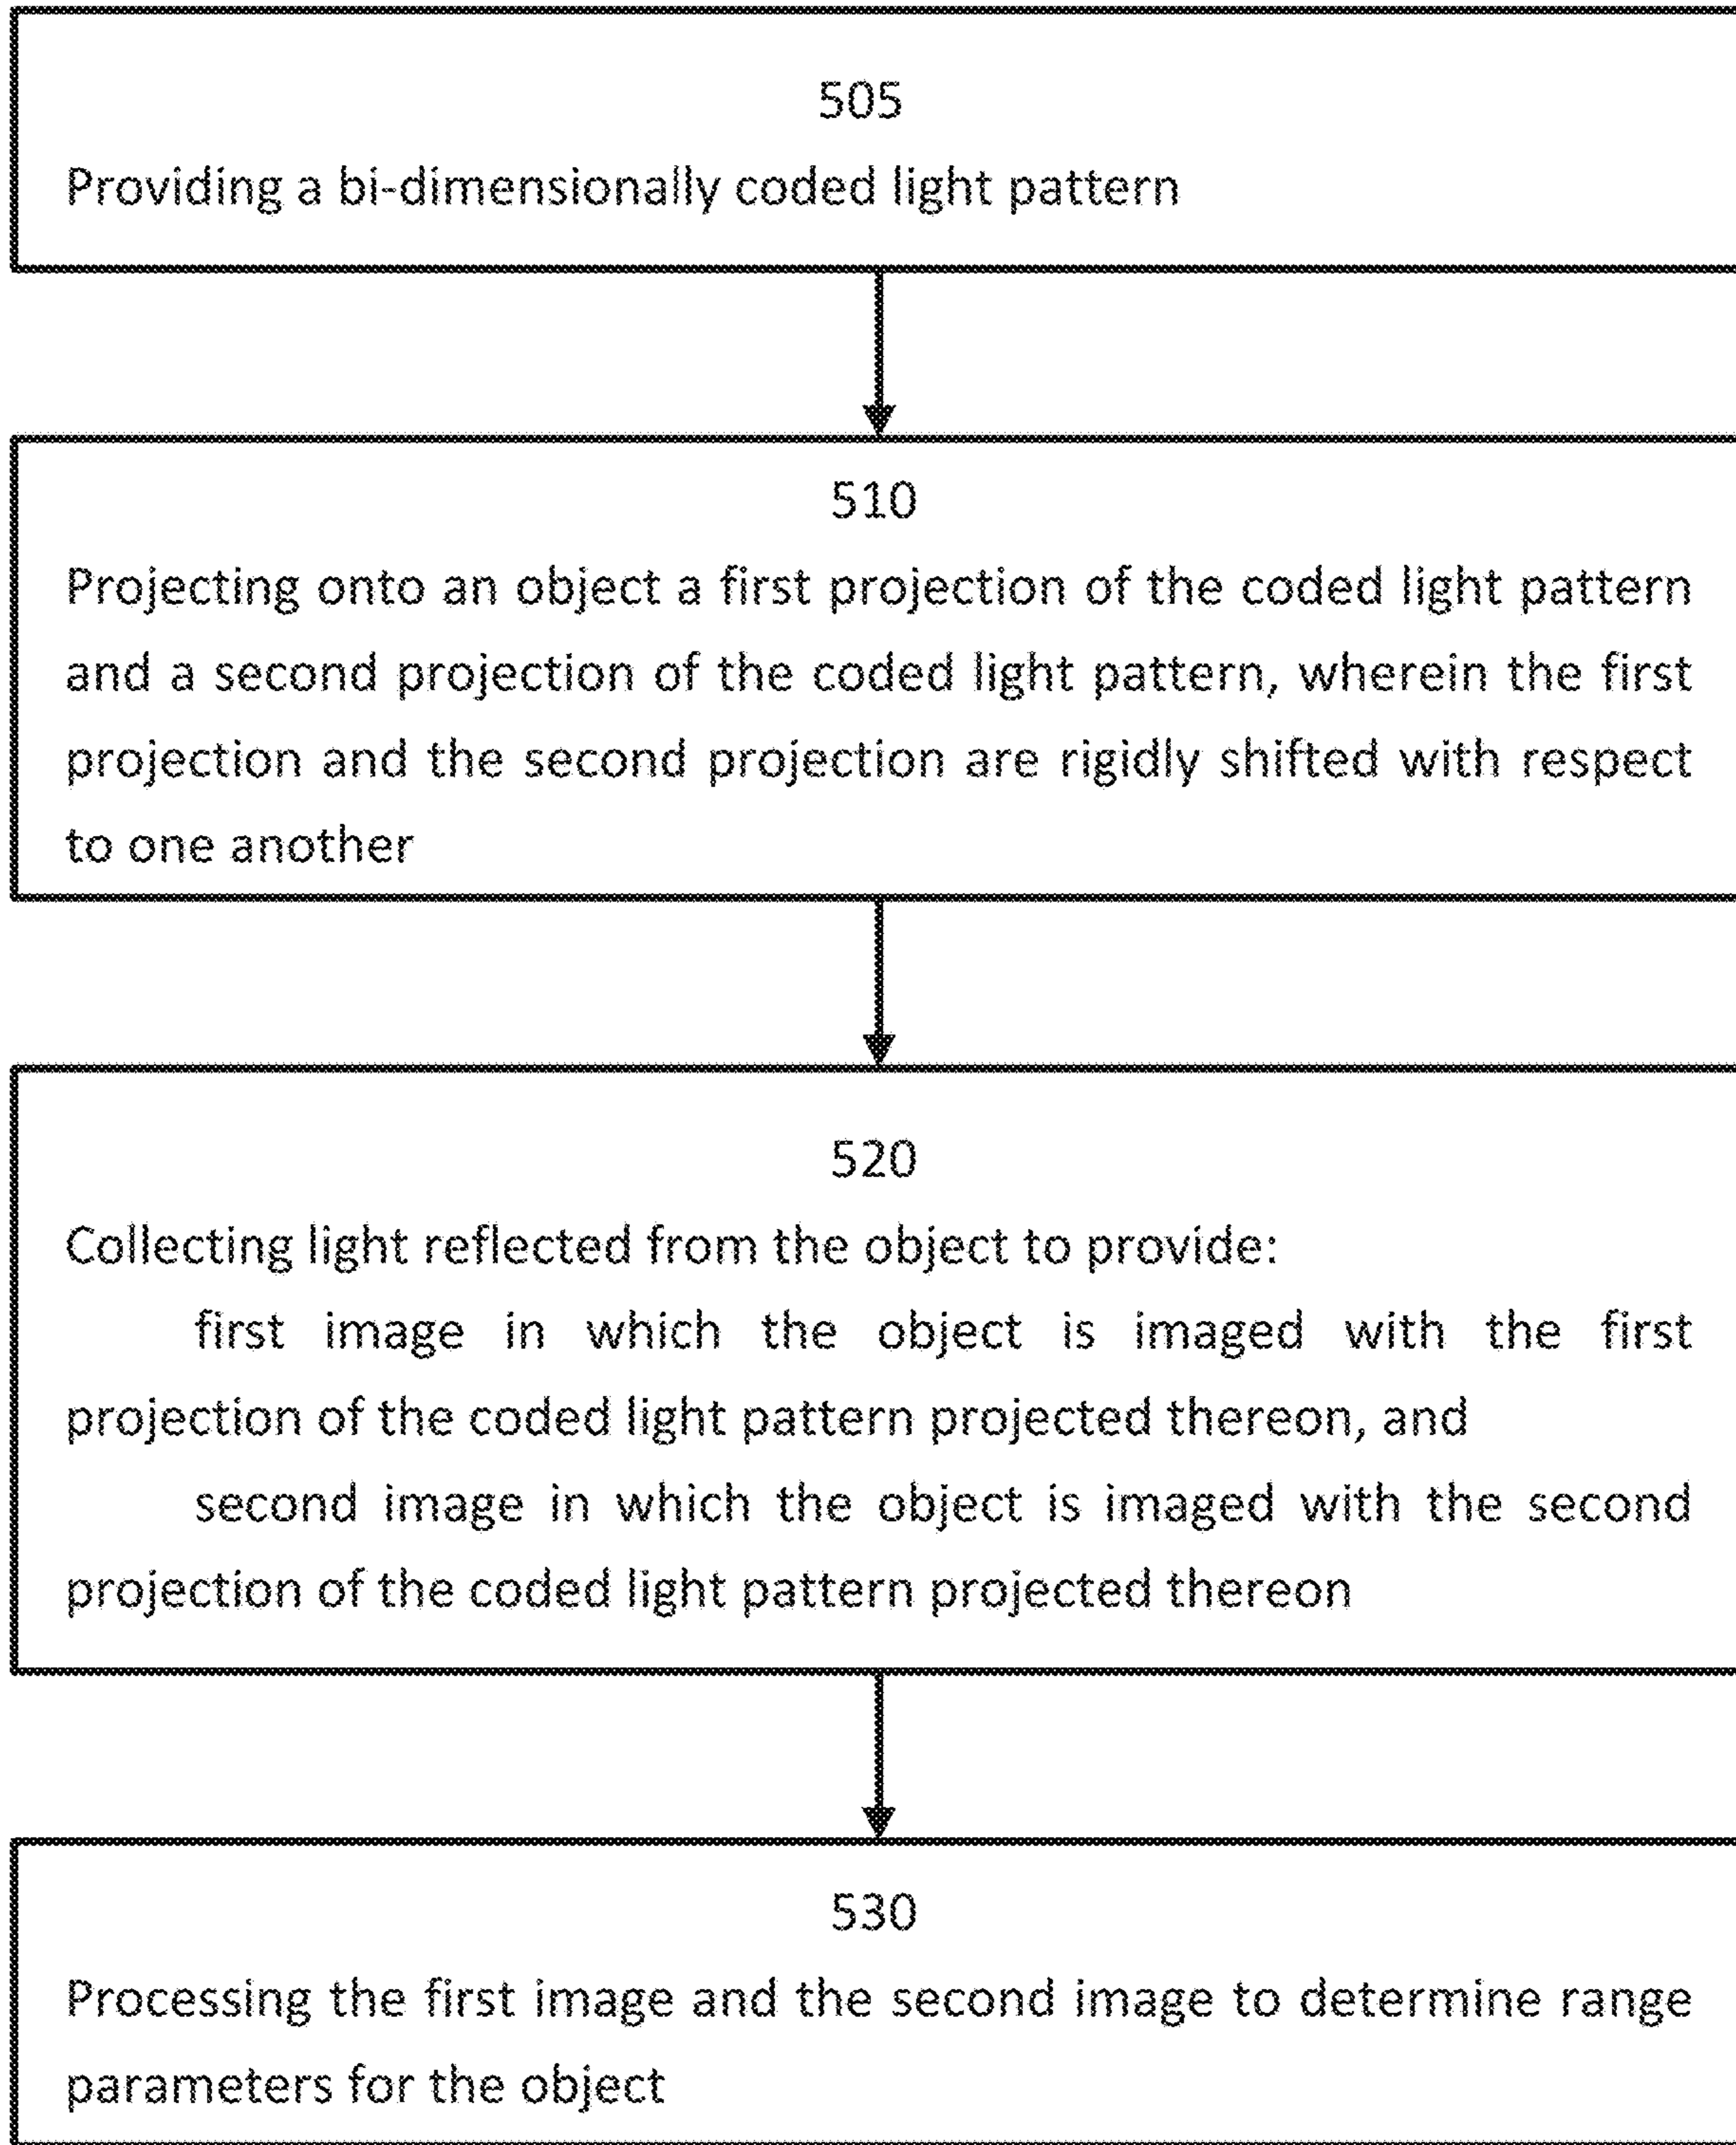 505
Providing a bi-dimensionally coded light pattern
510
Projecting onto an object a first projection of the coded light pattern
and a second projection of the coded light pattern, wherein the first
projection and the second projection are rigidly shifted with respect
to one another
520
Collecting light reflected from the object to provide:
first image in which the object is imaged with the first
projection of the coded light pattern projected thereon, and
second image in which the object is imaged with the second
projection of the coded light pattern projected thereon
530
Processing the first image and the second image to determine range
parameters for the object